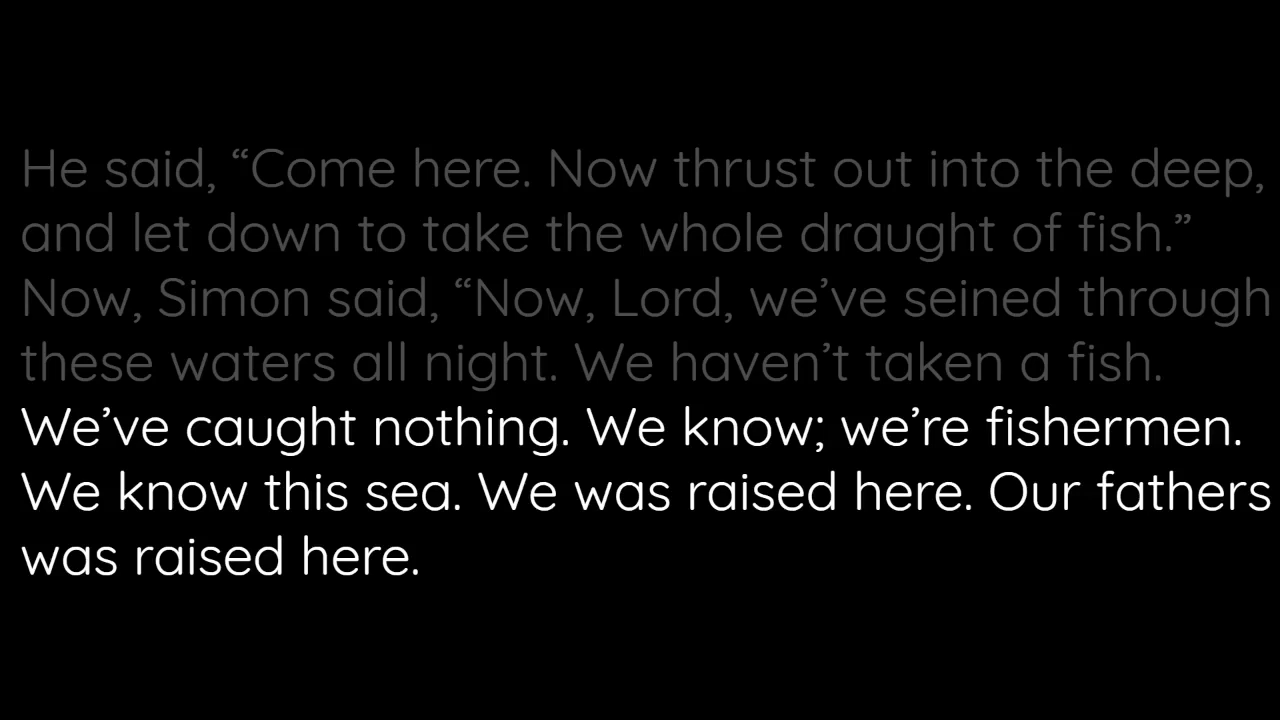 He said, “Come here. Now thrust out into the deep,
and let down to take the whole draught of fish.”
Now, Simon said, “Now, Lord, we’ve seined through
these waters all night. We haven’t taken a fish.
We’ve caught nothing. We know; we’re fishermen.
We know this sea. We was raised here. Our fathers
was raised here.